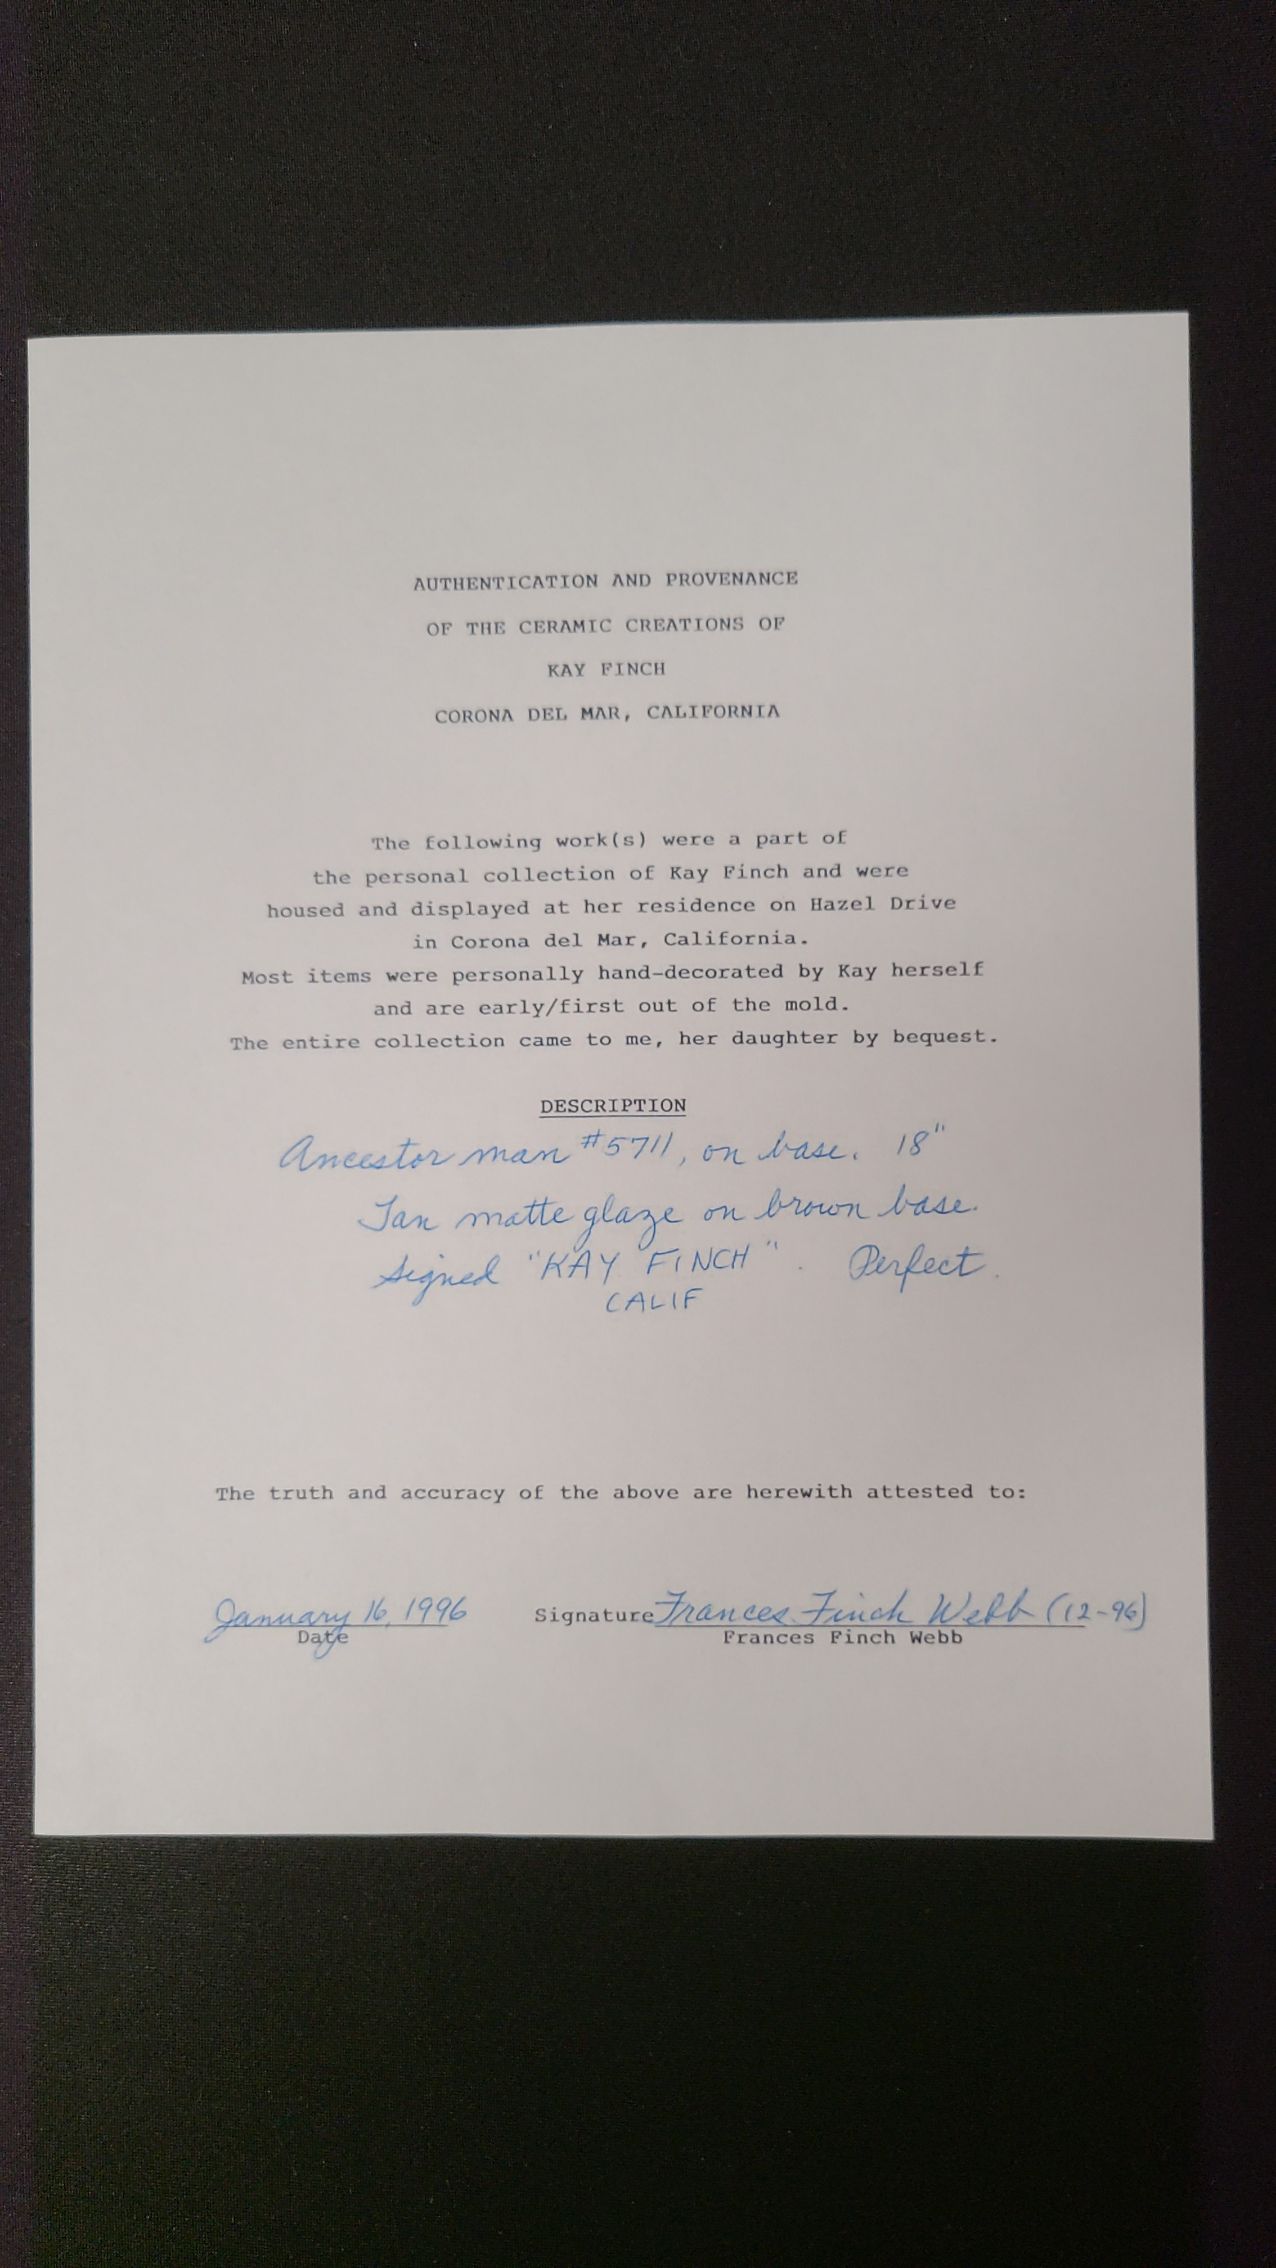 AUTHENTICATION AND PROVENANCE
OF THE CERAMIC CREATIONS OF
KAY FINCH
CORONA DEL MAR, CALIFORNIA
The following work(s) were a part of
the personal collection of Kay Finch and were
housed and displayed at her residence on Hazel Drive
in Corona del Mar, California.
Most items were personally hand-decorated by Kay herself
and are early/first out of the mold.
The entire collection came to me, her daughter by bequest.
DESCRIPTION
Ancestor man #5711, on base. 18"
Tan matte glaze on brown base.
Signed "KAY FINCH". Perfect.
CALIF
The truth and accuracy of the above are herewith attested to:
January 16, 1996 Signature Frances Finch Webb (12-96)
Date Frances Finch Webb